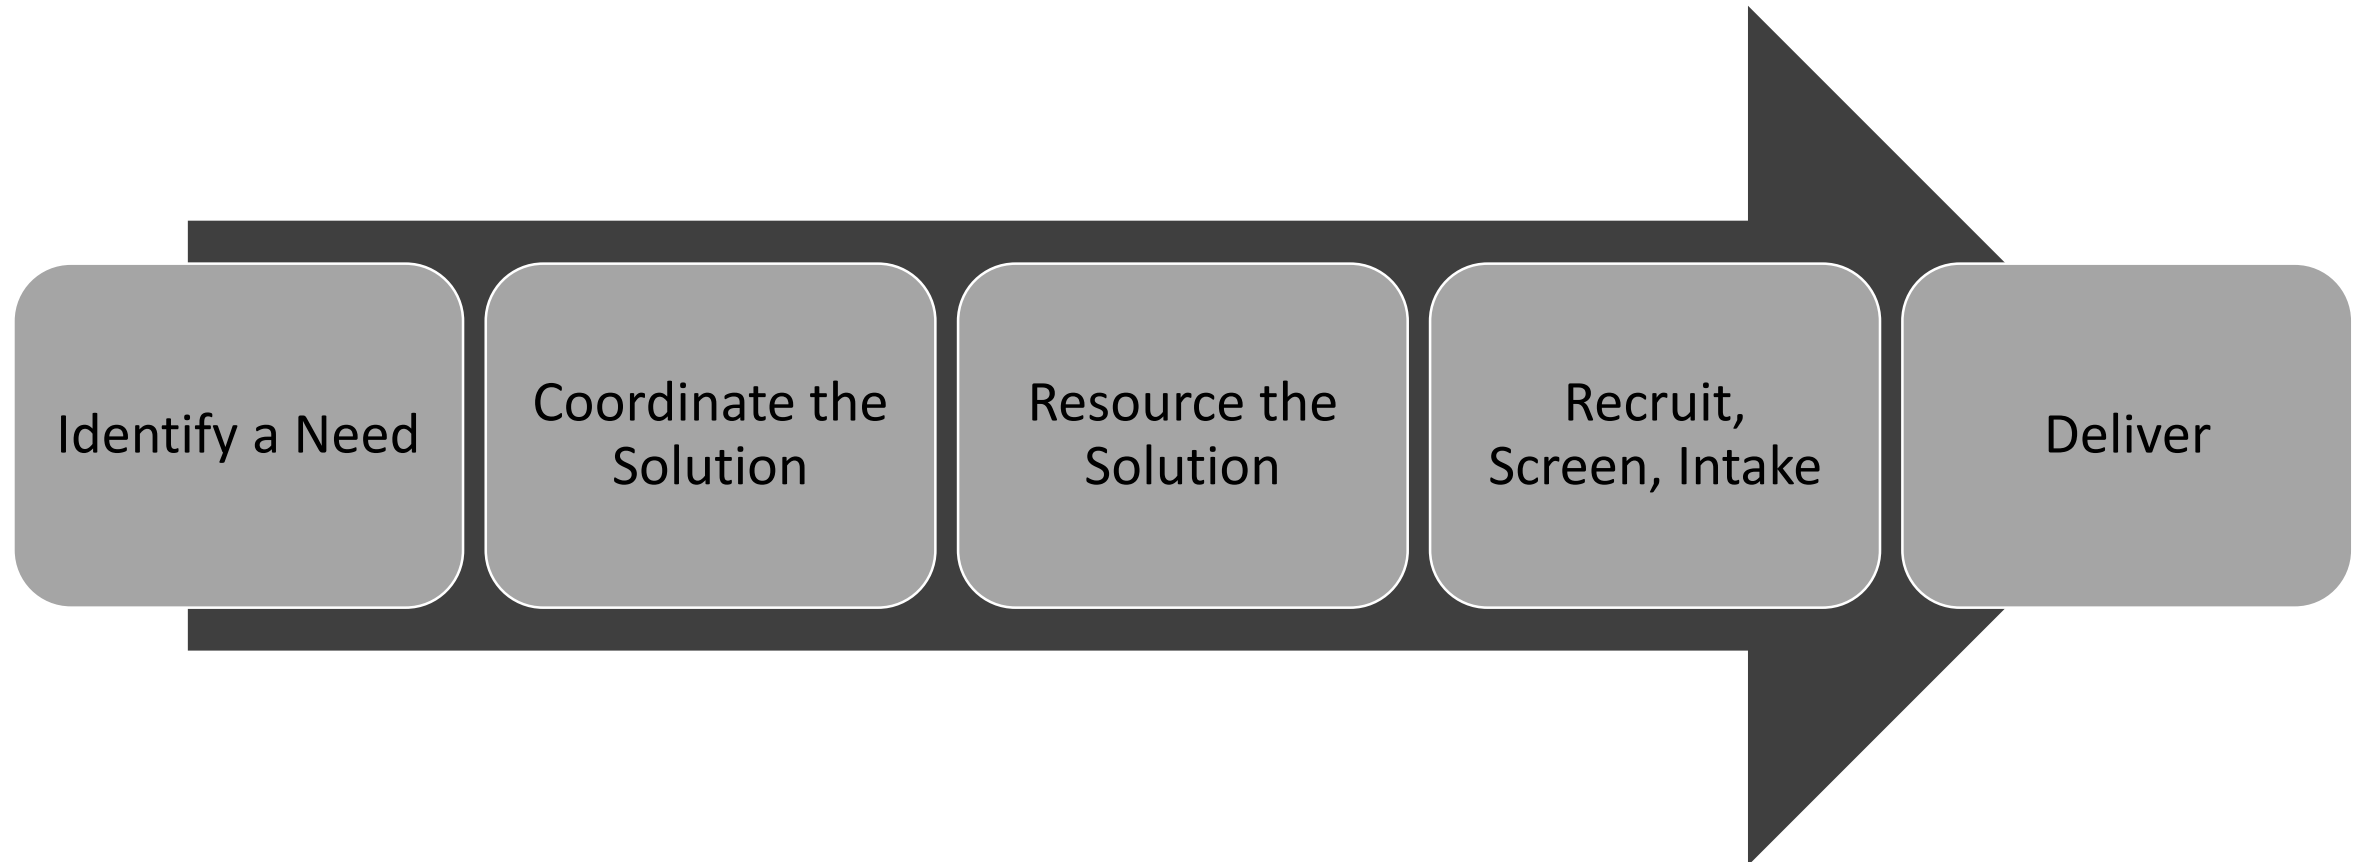 Identify a Need
Coordinate the
Solution
Resource the
Solution
Recruit,
Screen, Intake
Deliver